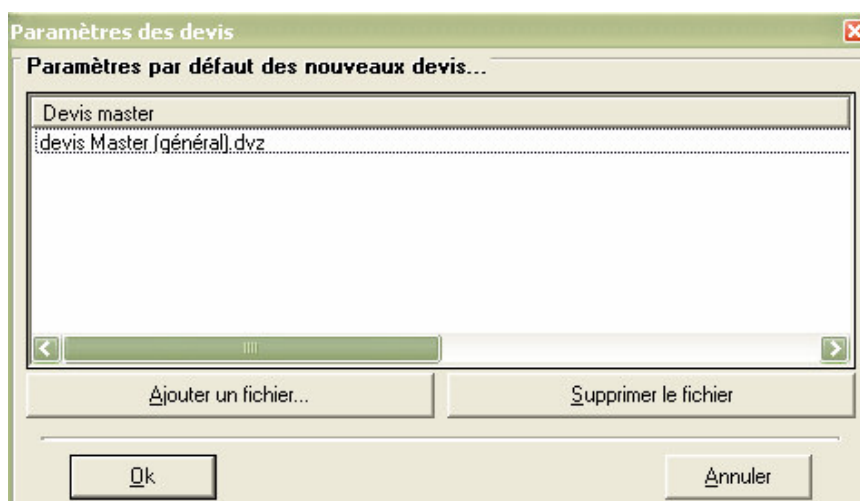 Paramètres des devis
Paramètres par défaut des nouveaux devis...
Devis master
devis Master (général).dvz
Ajouter un fichier... Supprimer le fichier
Ok Annuler